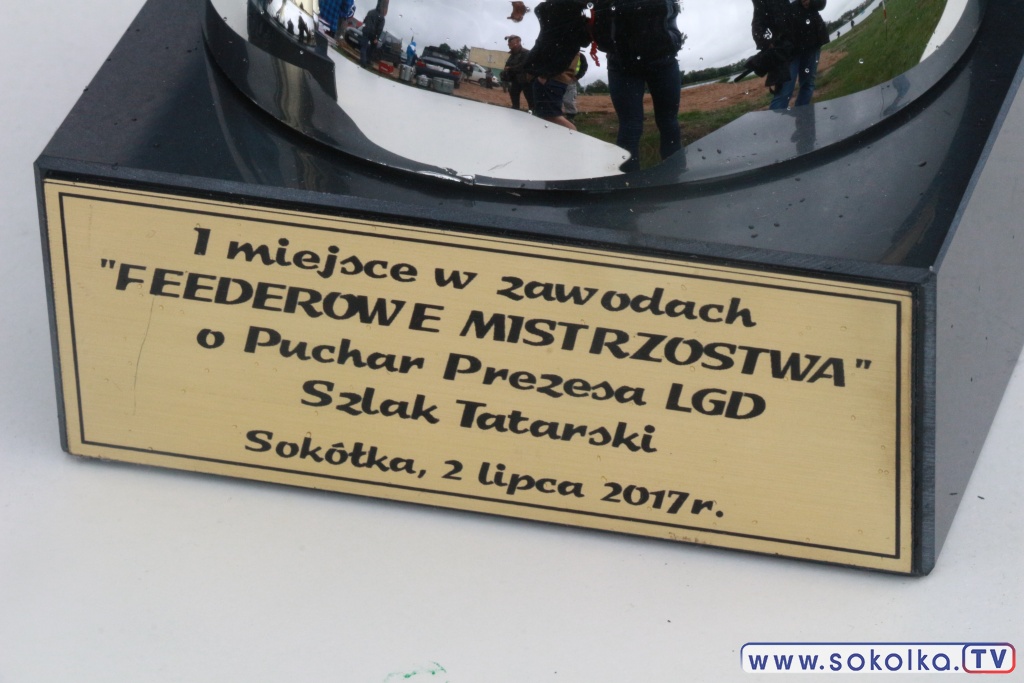 1 miejsce w zawodach
"FEEDEROWE MISTRZOSTWA"
o Puchar Prezesa LGD
Szlak Tatarski
Sokółka, 2 lipca 2017r.
www.sokolka.TV